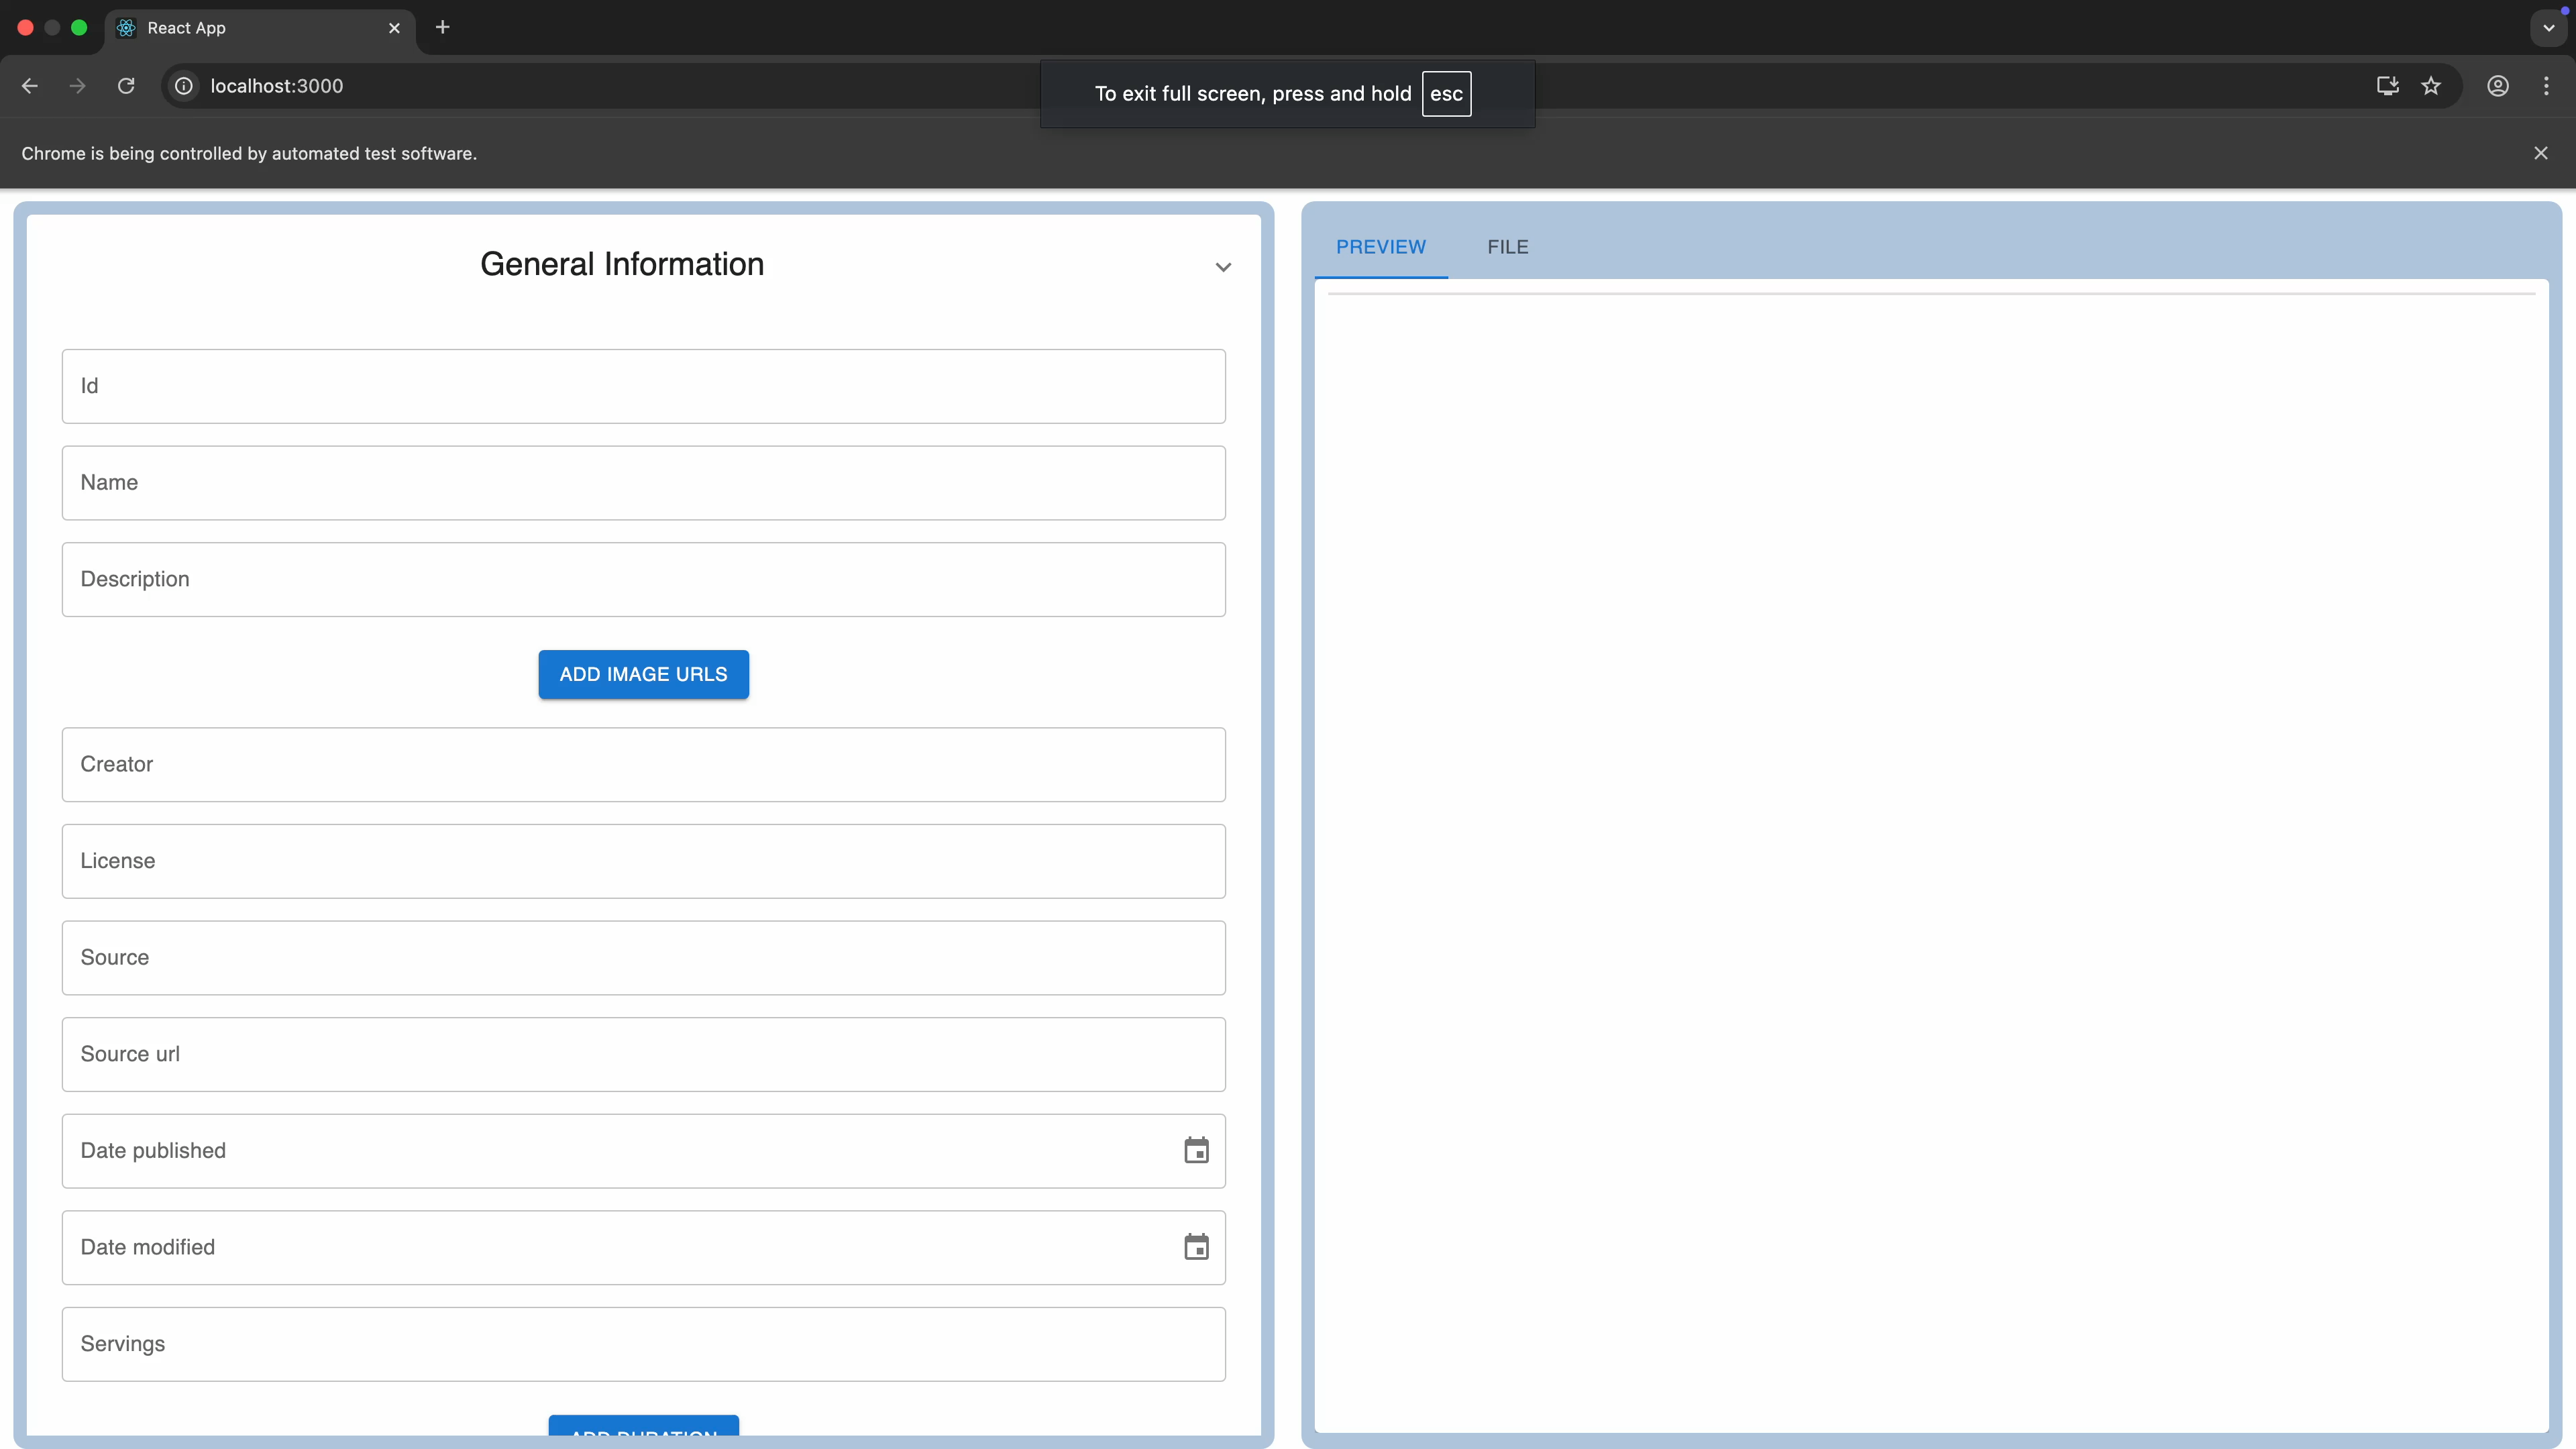 React App
localhost:3000
To exit full screen, press and hold esc
Chrome is being controlled by automated test software.
General Information
Id
Name
Description
ADD IMAGE URLS
Creator
License
Source
Source url
Date published
Date modified
Servings
ADD DURATION
PREVIEW
FILE